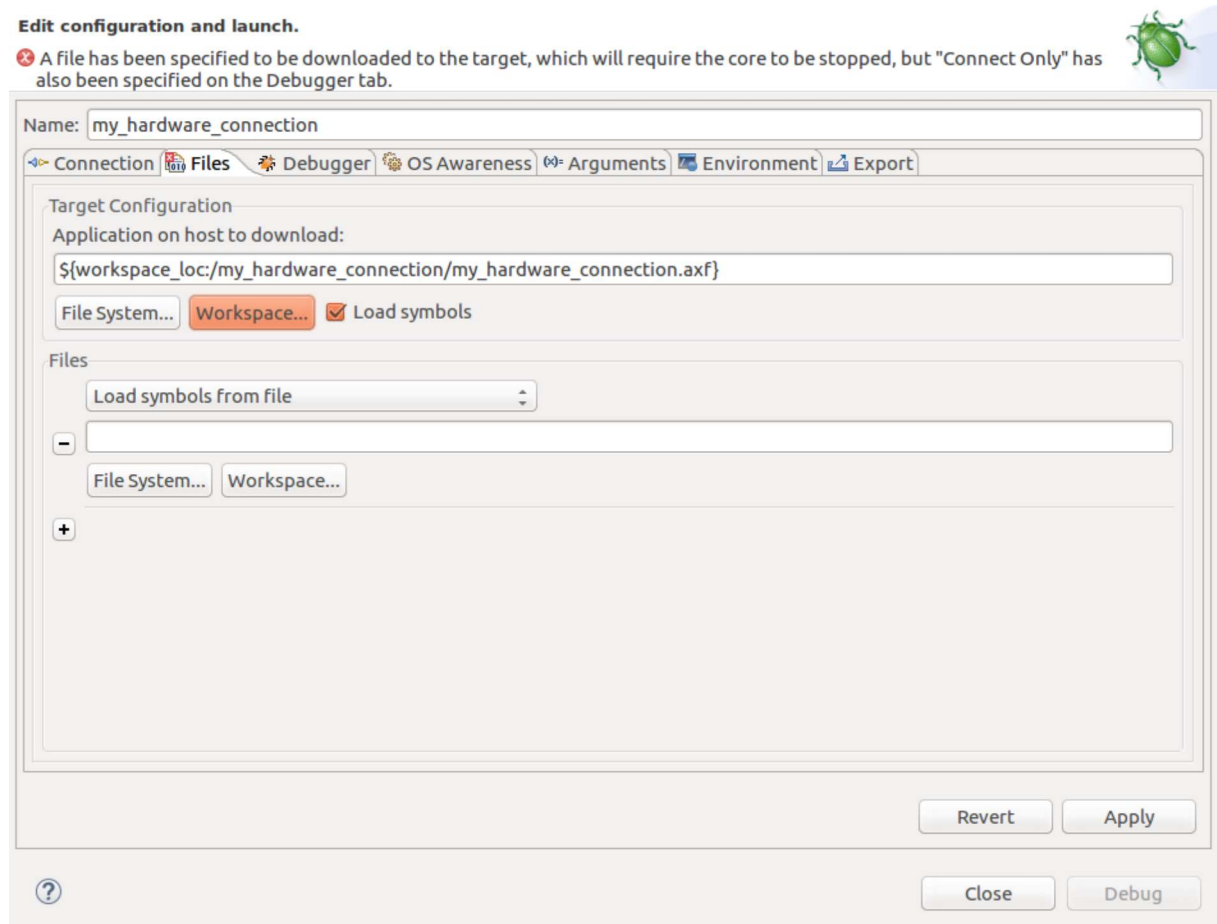 Edit configuration and launch.
A file has been specified to be downloaded to the target, which will require the core to be stopped, but "Connect Only" has
also been specified on the Debugger tab.
Name: my_hardware_connection
Connection Files Debugger OS Awareness (x)= Arguments Environment Export
Target Configuration
Application on host to download:
${workspace_loc:/my_hardware_connection/my_hardware_connection.axf}
File System... Workspace... Load symbols
Files
Load symbols from file
File System... Workspace...
Revert Apply
Close Debug